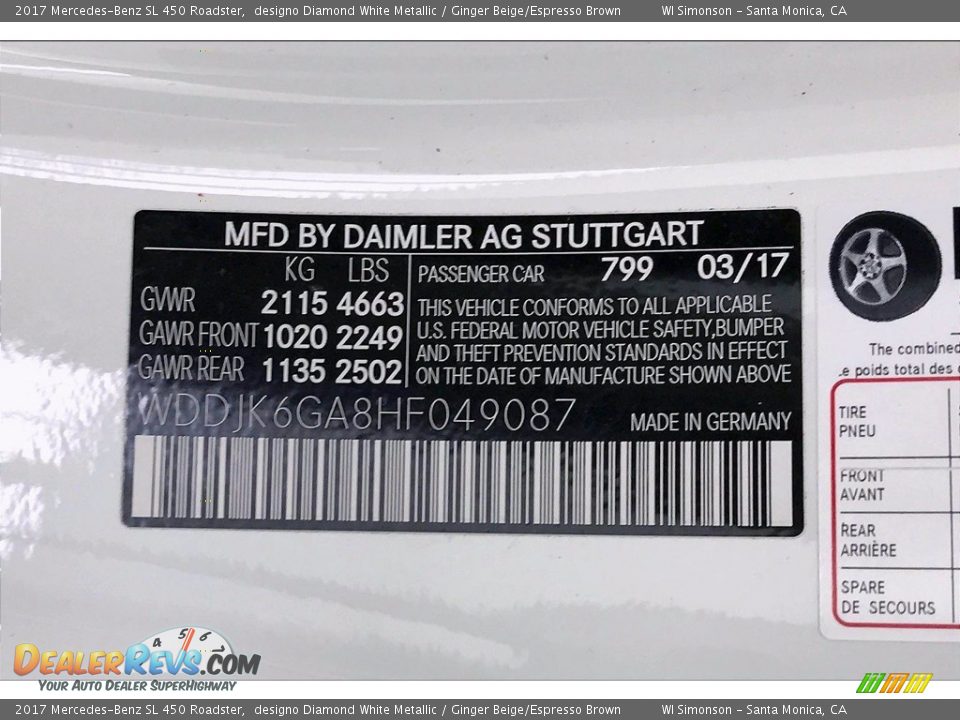 2017 Mercedes-Benz SL 450 Roadster, designo Diamond White Metallic / Ginger Beige/Espresso Brown WI Simonson - Santa Monica, CA
MFD BY DAIMLER AG STUTTGART
KG LBS
GVWR 2115 4663
GAWR FRONT 1020 2249
GAWR REAR 1135 2502
PASSENGER CAR 799 03/17
THIS VEHICLE CONFORMS TO ALL APPLICABLE
U.S. FEDERAL MOTOR VEHICLE SAFETY,BUMPER
AND THEFT PREVENTION STANDARDS IN EFFECT
ON THE DATE OF MANUFACTURE SHOWN ABOVE
WDDJK6GA8HF049087 MADE IN GERMANY
The combined
e poids total des
TIRE
PNEU
FRONT
AVANT
REAR
ARRIÈRE
SPARE
DE SECOURS
4 5 6 7
DEALERREVS.COM
YOUR AUTO DEALER SUPERHIGHWAY
2017 Mercedes-Benz SL 450 Roadster, designo Diamond White Metallic / Ginger Beige/Espresso Brown WI Simonson - Santa Monica, CA